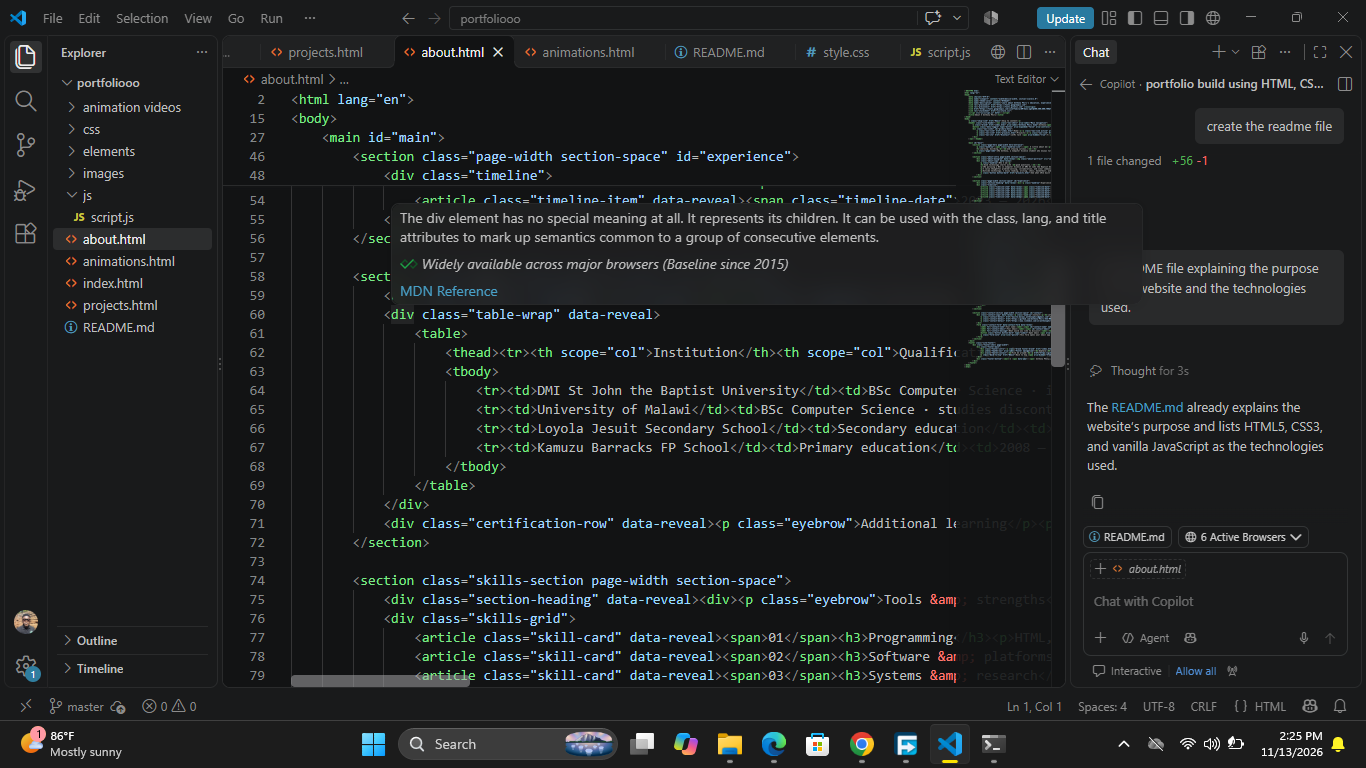 File Edit Selection View Go Run ··· portfoliooo Update
Explorer ···
portfoliooo
animation videos
css
elements
images
js
JS script.js
about.html
animations.html
index.html
projects.html
README.md
Outline
Timeline
projects.html about.html animations.html README.md # style.css JS script.js ···
about.html > ...
Text Editor
2 <html lang="en">
15 <body>
27 <main id="main">
46 <section class="page-width section-space" id="experience">
48 <div class="timeline">
54 <article class="timeline-item" data-reveal><span class="timeline-date"
55
56 </sec
57
58 <sect
59
60 <div class="table-wrap" data-reveal>
61 <table>
62 <thead><tr><th scope="col">Institution</th><th scope="col">Qualificat
63 <tbody>
64 <tr><td>DMI St John the Baptist University</td><td>BSc Computer Science · i
65 <tr><td>University of Malawi</td><td>BSc Computer Science · studies discont
66 <tr><td>Loyola Jesuit Secondary School</td><td>Secondary education</td><td>
67 <tr><td>Kamuzu Barracks FP School</td><td>Primary education</td><td>2008 —
68 </tbody>
69 </table>
70 </div>
71 <div class="certification-row" data-reveal><p class="eyebrow">Additional learning</p><p
72 </section>
73
74 <section class="skills-section page-width section-space">
75 <div class="section-heading" data-reveal><div><p class="eyebrow">Tools &amp; strengths<
76 <div class="skills-grid">
77 <article class="skill-card" data-reveal><span>01</span><h3>Programming</h3><p>HTML,
78 <article class="skill-card" data-reveal><span>02</span><h3>Software &amp; platforms
79 <article class="skill-card" data-reveal><span>03</span><h3>Systems &amp; research</
The div element has no special meaning at all. It represents its children. It can be used with the class, lang, and title
attributes to mark up semantics common to a group of consecutive elements.
Widely available across major browsers (Baseline since 2015)
MDN Reference
Chat
Copilot · portfolio build using HTML, CS...
create the readme file
1 file changed +56 -1
ME file explaining the purpose
website and the technologies
used.
Thought for 3s
The README.md already explains the
website's purpose and lists HTML5, CSS3,
and vanilla JavaScript as the technologies
used.
README.md 6 Active Browsers
about.html
Chat with Copilot
Agent
Interactive Allow all
1
master 0 0 Ln 1, Col 1 Spaces: 4 UTF-8 CRLF { } HTML
1
86°F
Mostly sunny
Search
2:25 PM
11/13/2026